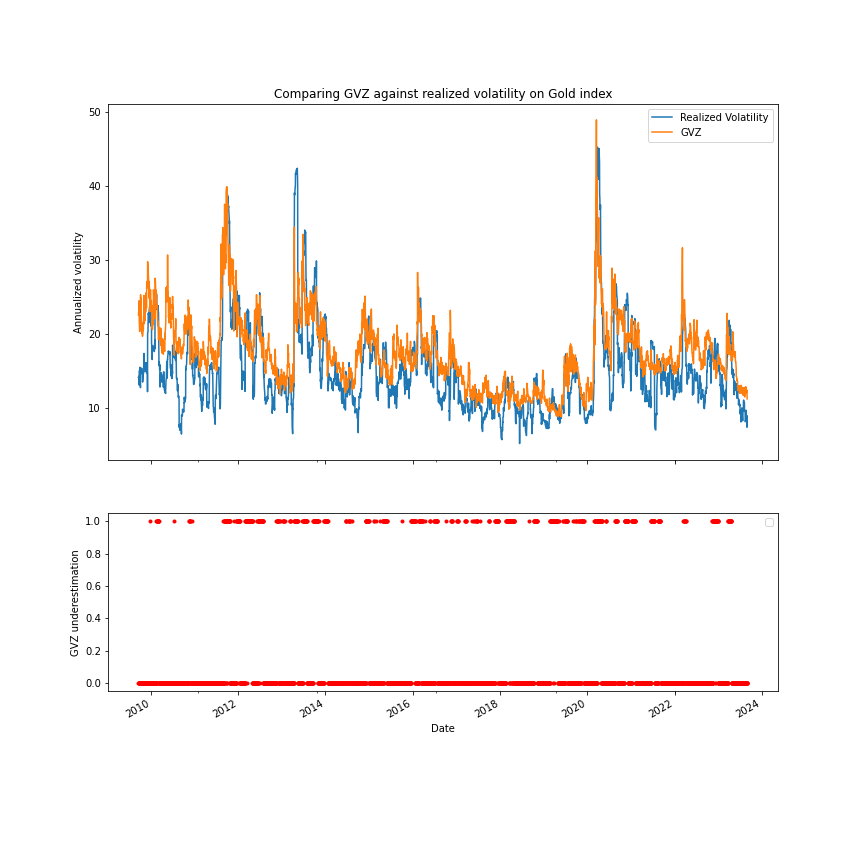 Comparing GVZ against realized volatility on Gold index
50
40
30
20
10
Annualized volatility
Realized Volatility
GVZ
1.0
0.8
0.6
0.4
0.2
0.0
GVZ underestimation
2010 2012 2014 2016 2018 2020 2022 2024
Date